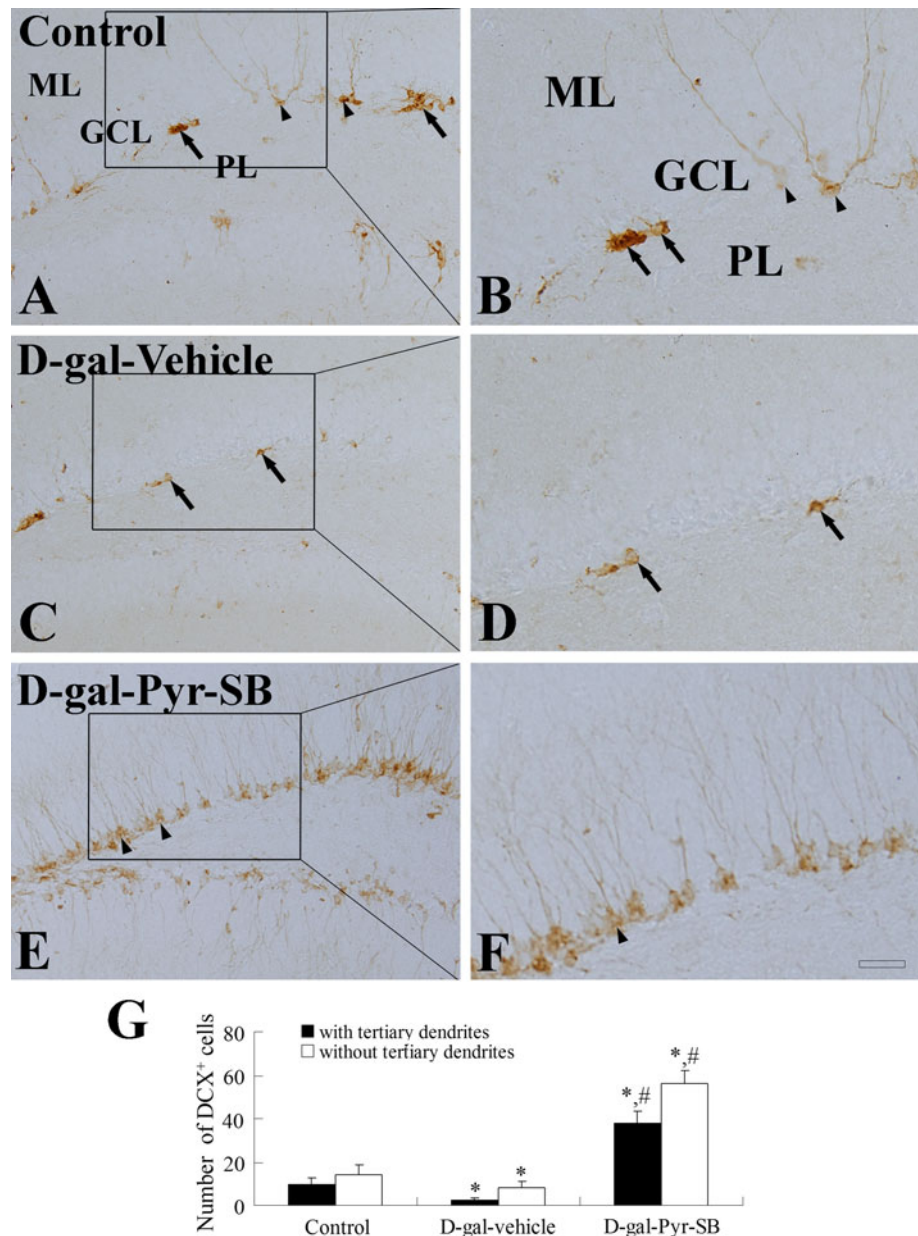 Control
ML
GCL
PL
A
ML
GCL
PL
B
D-gal-Vehicle
C
D
D-gal-Pyr-SB
E
F
G
Number of DCX+ cells
80
60
40
20
0
with tertiary dendrites
without tertiary dendrites
*
*
*,#
*,#
Control
D-gal-vehicle
D-gal-Pyr-SB